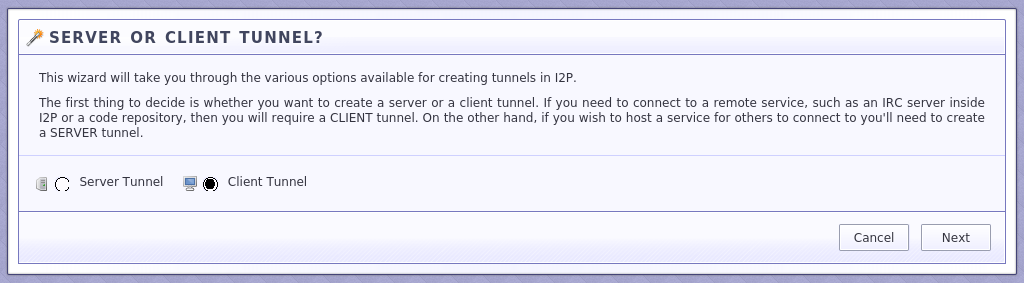 SERVER OR CLIENT TUNNEL?
This wizard will take you through the various options available for creating tunnels in I2P.
The first thing to decide is whether you want to create a server or a client tunnel. If you need to connect to a remote service, such as an IRC server inside
I2P or a code repository, then you will require a CLIENT tunnel. On the other hand, if you wish to host a service for others to connect to you'll need to create
a SERVER tunnel.
Server Tunnel Client Tunnel
Cancel Next